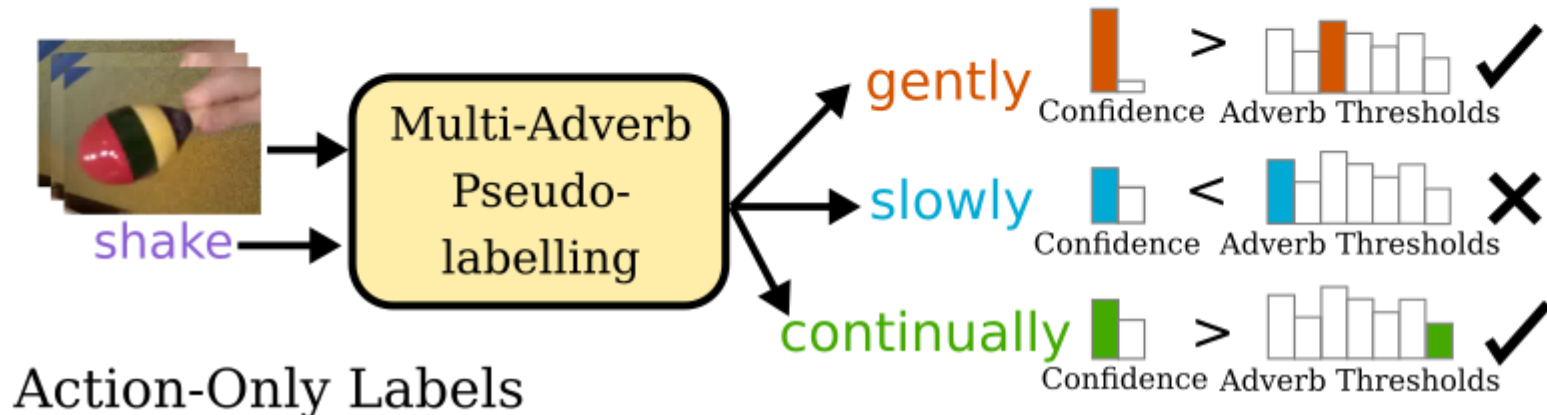 shake
Multi-Adverb
Pseudo-
labelling
gently
>
Confidence Adverb Thresholds
slowly
<
Confidence Adverb Thresholds
continually
>
Confidence Adverb Thresholds
Action-Only Labels